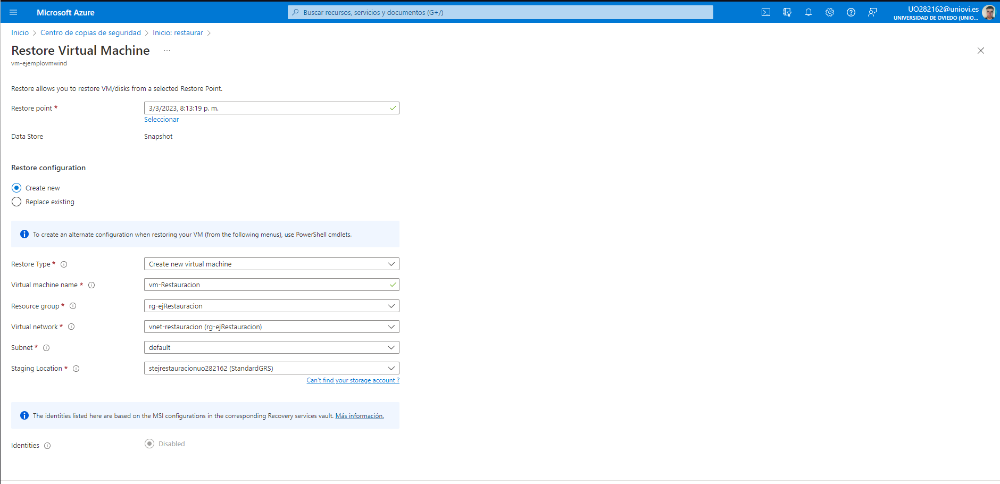 Microsoft Azure
Buscar recursos, servicios y documentos (G+/)
UO282162@uniovi.es
UNIVERSIDAD DE OVIEDO (UNIO...
Inicio > Centro de copias de seguridad > Inicio: restaurar >
Restore Virtual Machine ...
vm-ejemplovmwind
Restore allows you to restore VM/disks from a selected Restore Point.
Restore point * 3/3/2023, 8:13:19 p. m.
Seleccionar
Data Store Snapshot
Restore configuration
Create new
Replace existing
To create an alternate configuration when restoring your VM (from the following menus), use PowerShell cmdlets.
Restore Type * Create new virtual machine
Virtual machine name * vm-Restauracion
Resource group * rg-ejRestauracion
Virtual network * vnet-restauracion (rg-ejRestauracion)
Subnet * default
Staging Location * stejrestauracionuo282162 (StandardGRS)
Can't find your storage account ?
The identities listed here are based on the MSI configurations in the corresponding Recovery services vault. Más información.
Identities Disabled